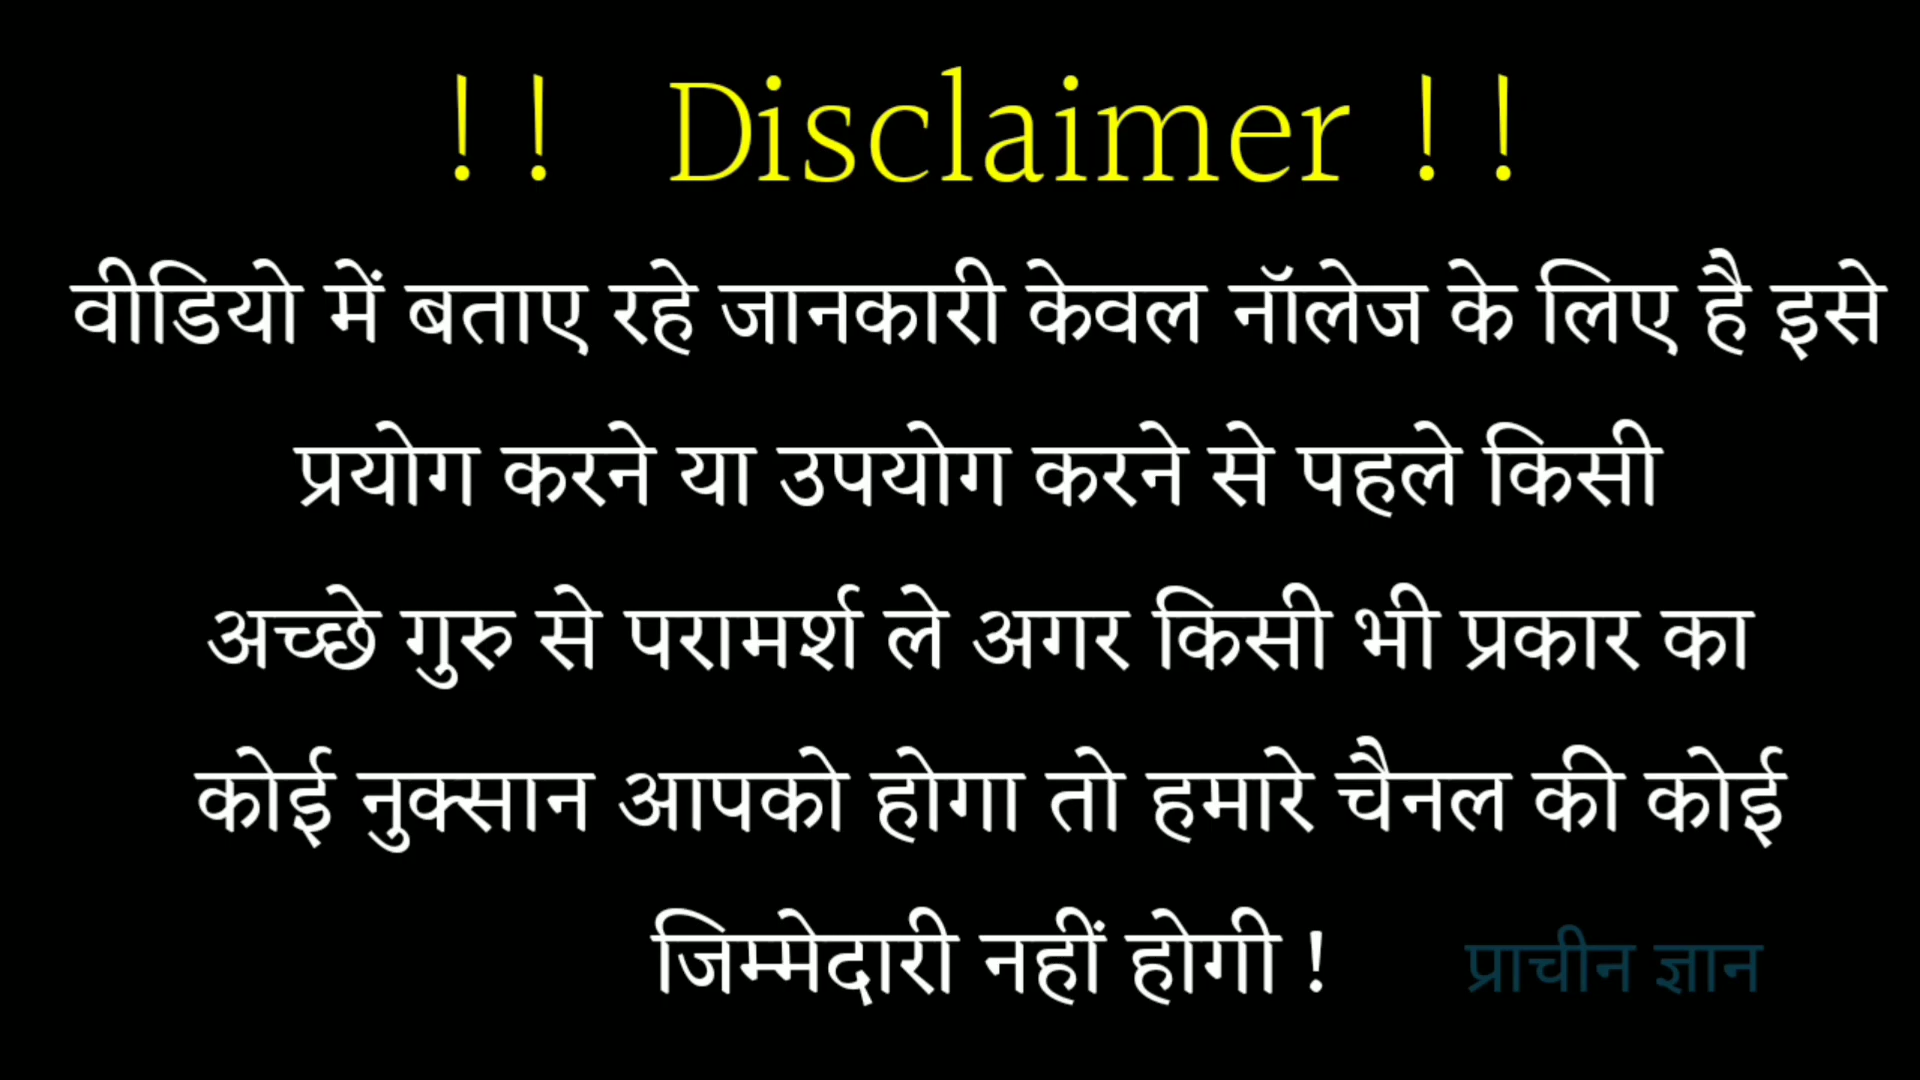 !! Disclaimer !!
वीडियो में बताए रहे जानकारी केवल नॉलेज के लिए है इसे
प्रयोग करने या उपयोग करने से पहले किसी
अच्छे गुरु से परामर्श ले अगर किसी भी प्रकार का
कोई नुक्सान आपको होगा तो हमारे चैनल की कोई
जिम्मेदारी नहीं होगी !
प्राचीन ज्ञान